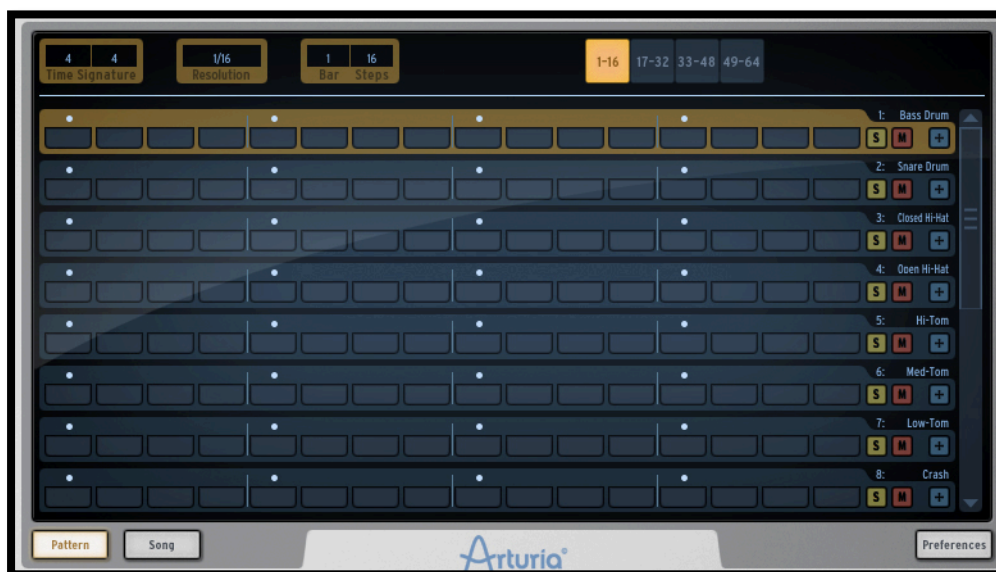 4 4 1/16 1 16
Time Signature Resolution Bar Steps
1-16 17-32 33-48 49-64
1: Bass Drum
S M +
2: Snare Drum
S M +
3: Closed Hi-Hat
S M +
4: Open Hi-Hat
S M +
5: Hi-Tom
S M +
6: Med-Tom
S M +
7: Low-Tom
S M +
8: Crash
S M +
Pattern Song Arturia® Preferences